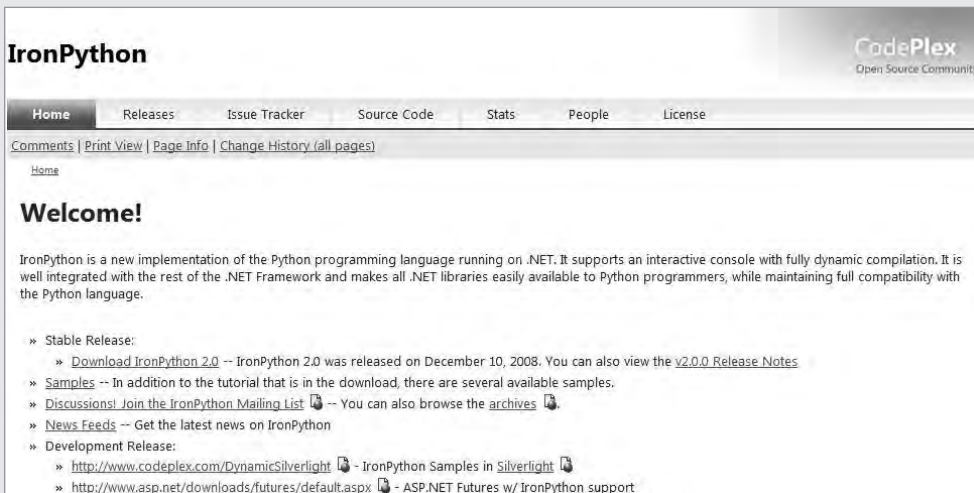 IronPython
CodePlex
Open Source Communit
Home Releases Issue Tracker Source Code Stats People License
Comments | Print View | Page Info | Change History (all pages)
Home
Welcome!
IronPython is a new implementation of the Python programming language running on .NET. It supports an interactive console with fully dynamic compilation. It is
well integrated with the rest of the .NET Framework and makes all .NET libraries easily available to Python programmers, while maintaining full compatibility with
the Python language.
» Stable Release:
» Download IronPython 2.0 -- IronPython 2.0 was released on December 10, 2008. You can also view the v2.0.0 Release Notes
» Samples -- In addition to the tutorial that is in the download, there are several available samples.
» Discussions! Join the IronPython Mailing List -- You can also browse the archives .
» News Feeds -- Get the latest news on IronPython
» Development Release:
» http://www.codeplex.com/DynamicSilverlight - IronPython Samples in Silverlight
» http://www.asp.net/downloads/futures/default.aspx - ASP.NET Futures w/ IronPython support